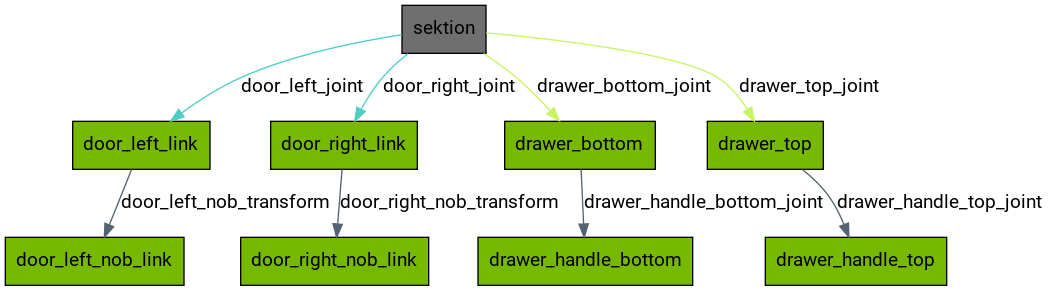 sektion
door_left_joint
door_right_joint
drawer_bottom_joint
drawer_top_joint
door_left_link
door_right_link
drawer_bottom
drawer_top
door_left_nob_transform
door_right_nob_transform
drawer_handle_bottom_joint
drawer_handle_top_joint
door_left_nob_link
door_right_nob_link
drawer_handle_bottom
drawer_handle_top